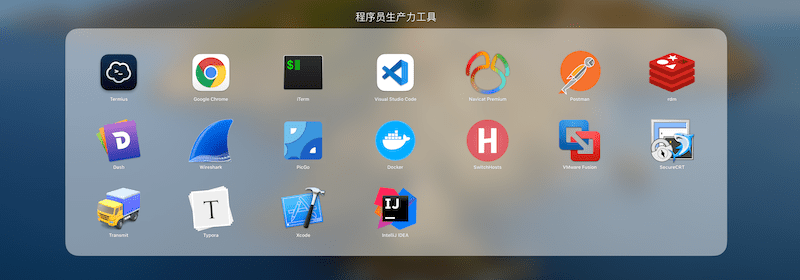 程序员生产力工具
Termius
Google Chrome
iTerm
Visual Studio Code
Navicat Premium
Postman
rdm
Dash
Wireshark
PicGo
Docker
SwitchHosts
VMware Fusion
SecureCRT
Transmit
Typora
Xcode
IntelliJ IDEA